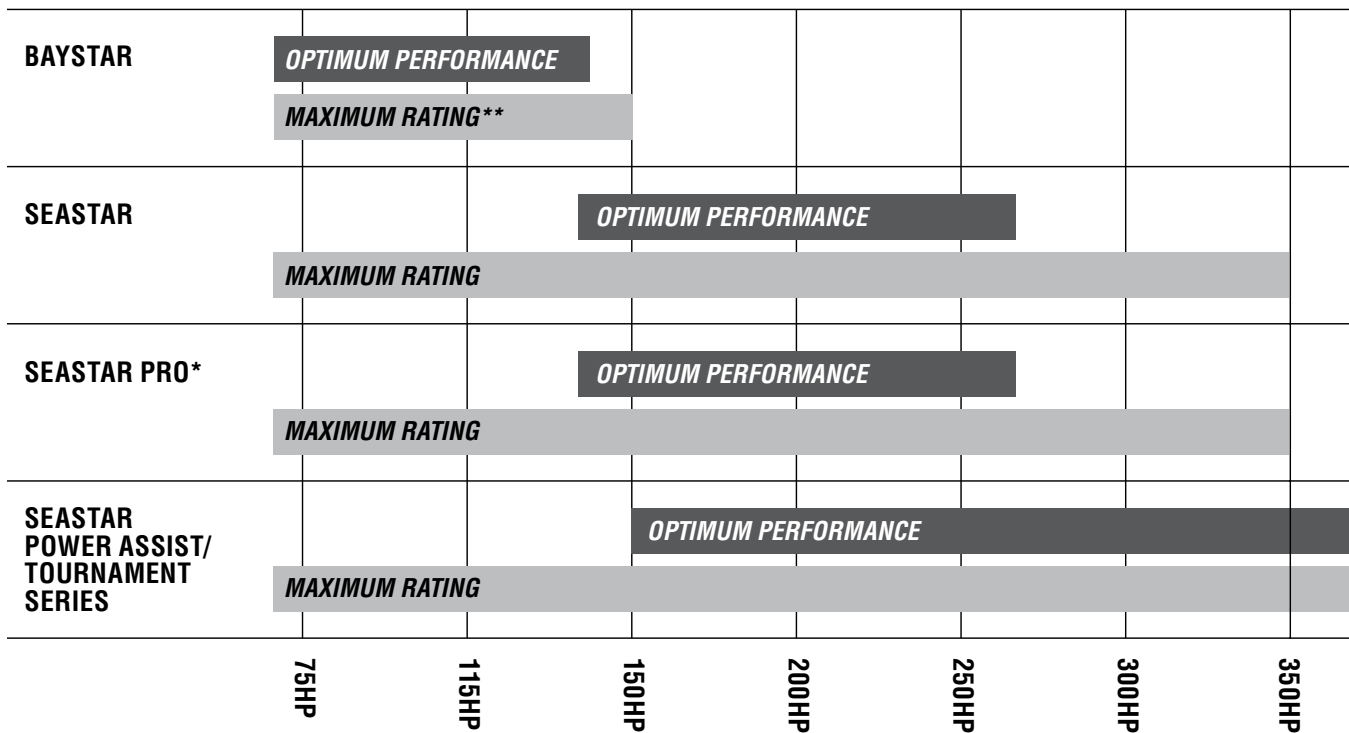 BAYSTAR
OPTIMUM PERFORMANCE
MAXIMUM RATING**
SEASTAR
OPTIMUM PERFORMANCE
MAXIMUM RATING
SEASTAR PRO*
OPTIMUM PERFORMANCE
MAXIMUM RATING
SEASTAR
POWER ASSIST/
TOURNAMENT
SERIES
OPTIMUM PERFORMANCE
MAXIMUM RATING
75HP
115HP
150HP
200HP
250HP
300HP
350HP